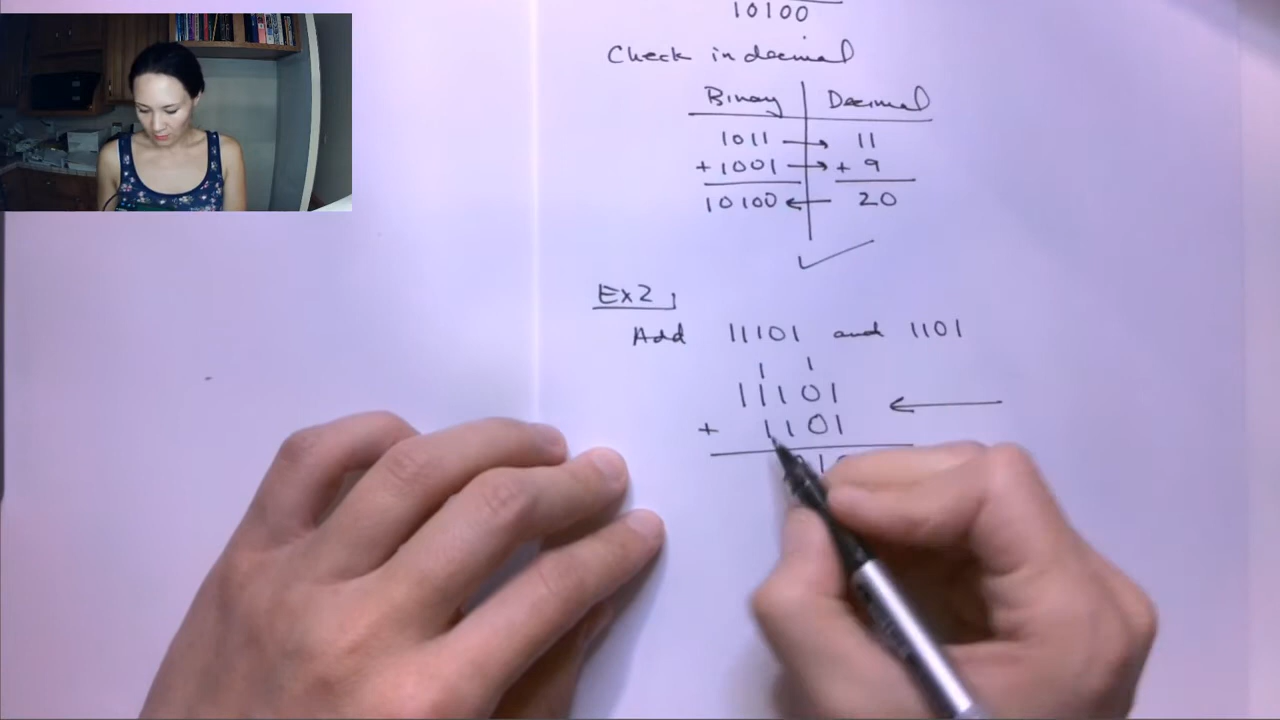 10100
Check in decimal
Binary Decimal
1011 → 11
+ 1001 → + 9
10100 ← 20
✓
Ex2
Add 11101 and 1101
1 1
11101 ←
+ 1101
010